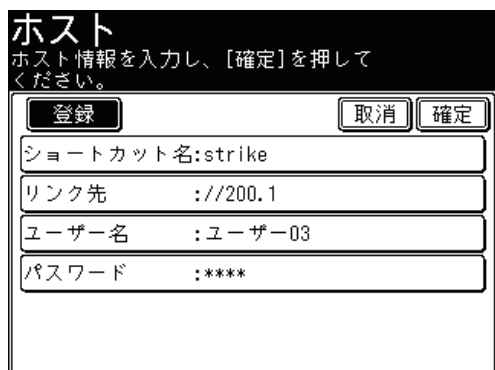 ホスト
ホスト情報を入力し、[確定]を押して
ください。
登録 取消 確定
ショートカット名:strike
リンク先 ://200.1
ユーザー名 :ユーザー03
パスワード :****